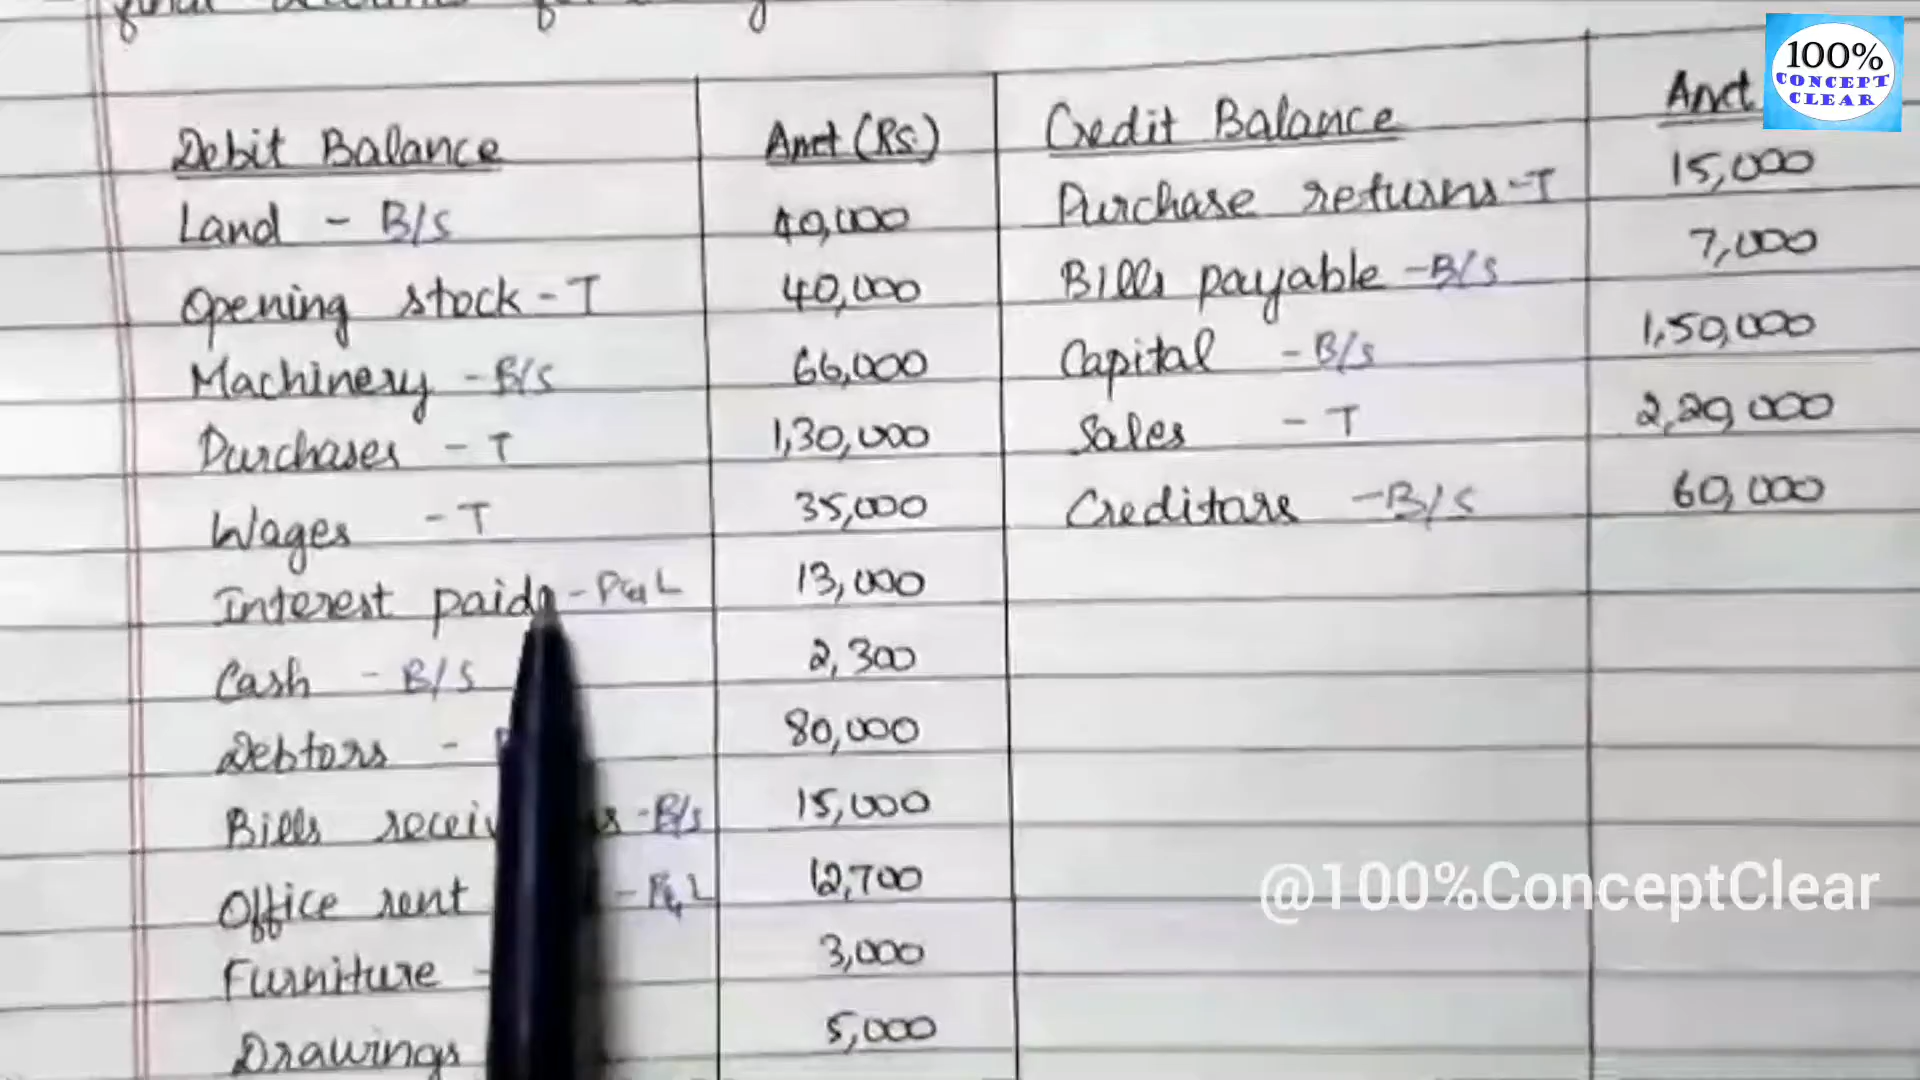 100%
CONCEPT
CLEAR
Debit Balance Amt (Rs.) Credit Balance Amt
Land - B/S 40,000 Purchase returns - T 15,000
Opening stock - T 40,000 Bills payable - B/S 7,000
Machinery - B/S 66,000 Capital - B/S 1,50,000
Purchases - T 1,30,000 Sales - T 2,29,000
Wages - T 35,000 Creditors - B/S 60,000
Interest paid - P&L 13,000
Cash - B/S 2,300
Debtors - 80,000
Bills - B/S 15,000
Office rent - P&L 12,700
Furniture - 3,000
Drawings 5,000
@100%ConceptClear